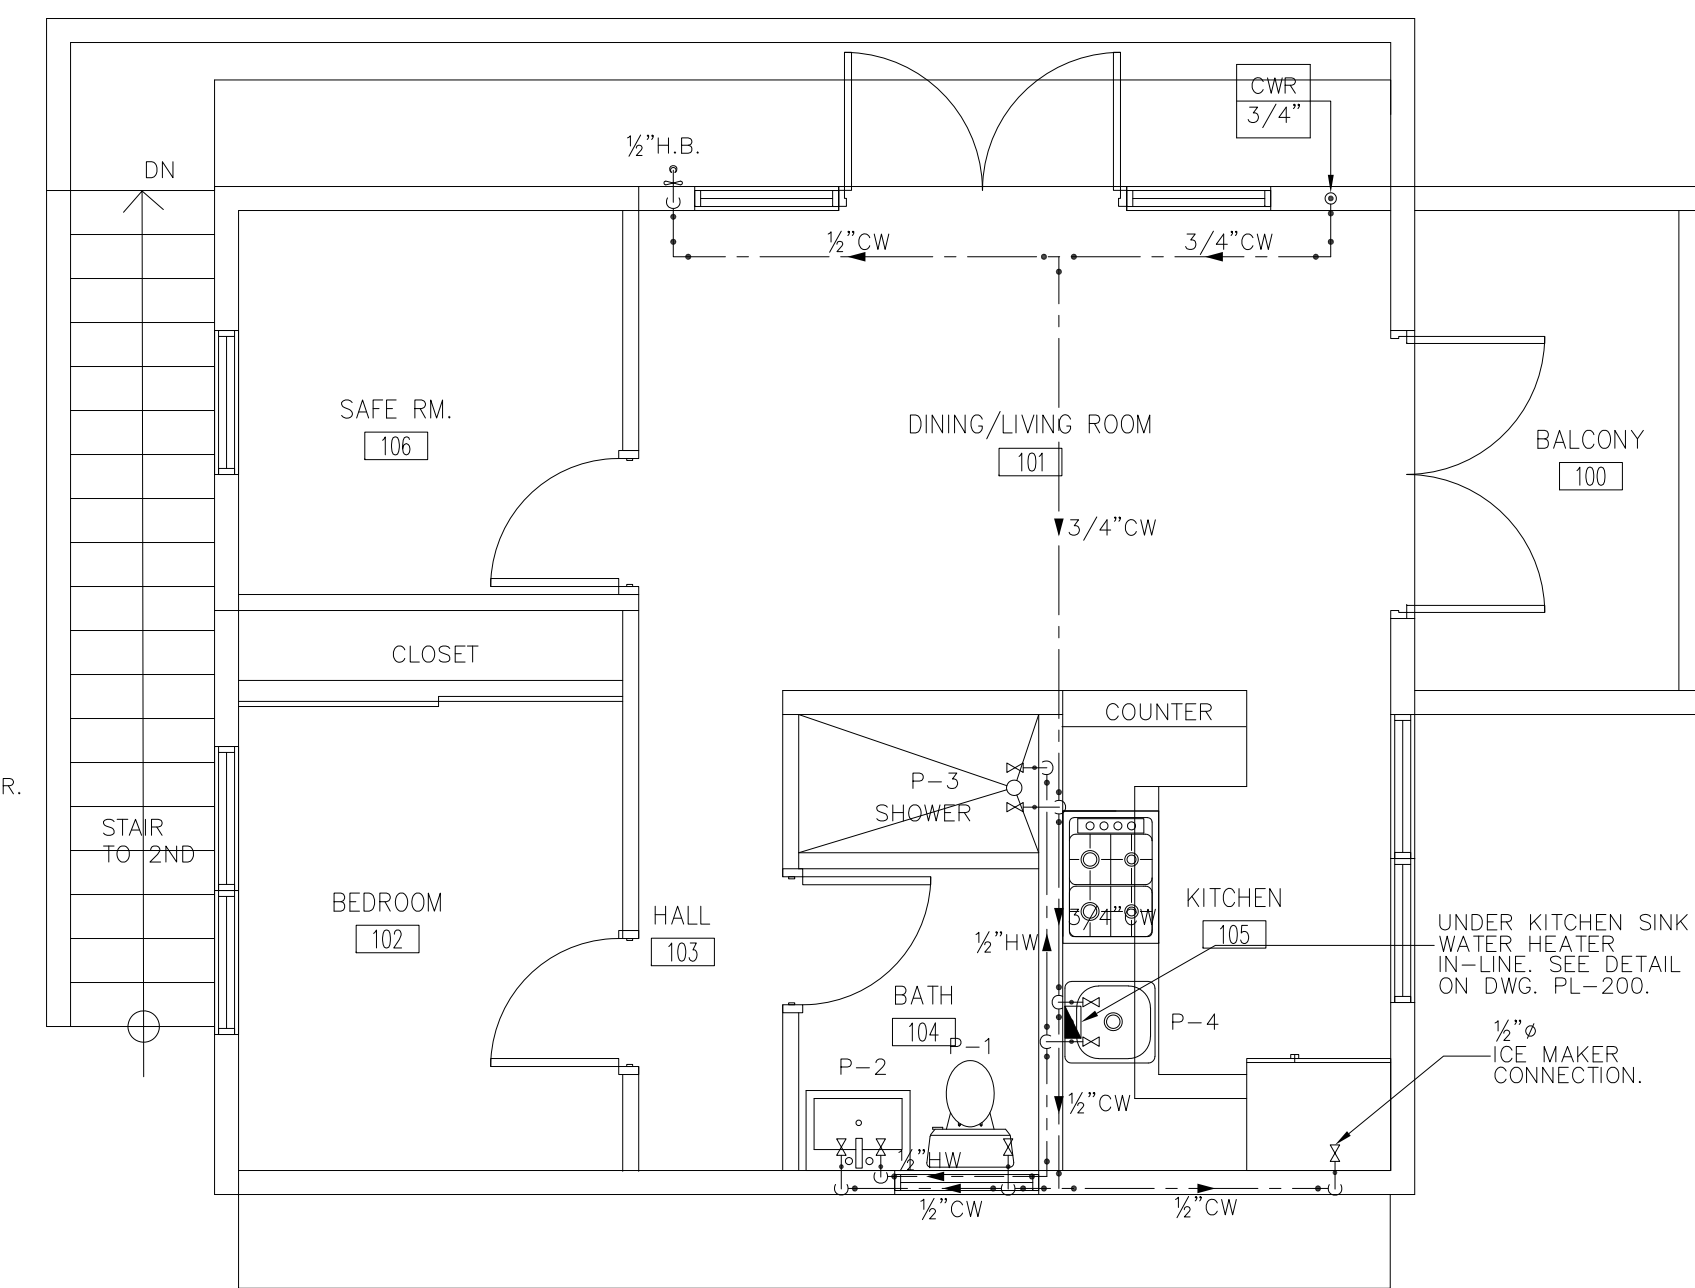 CWR
3/4"
½"H.B.
DN
½"CW
3/4"CW
SAFE RM.
106
DINING/LIVING ROOM
101
BALCONY
100
3/4"CW
CLOSET
COUNTER
P-3
SHOWER
R.
STAIR
TO 2ND
BEDROOM
102
HALL
103
KITCHEN
105
3/4"CW
½"HW
UNDER KITCHEN SINK
WATER HEATER
IN-LINE. SEE DETAIL
ON DWG. PL-200.
BATH
104
P-1
P-2
P-4
½"ø
ICE MAKER
CONNECTION.
½"CW
½"HW
½"CW
½"CW